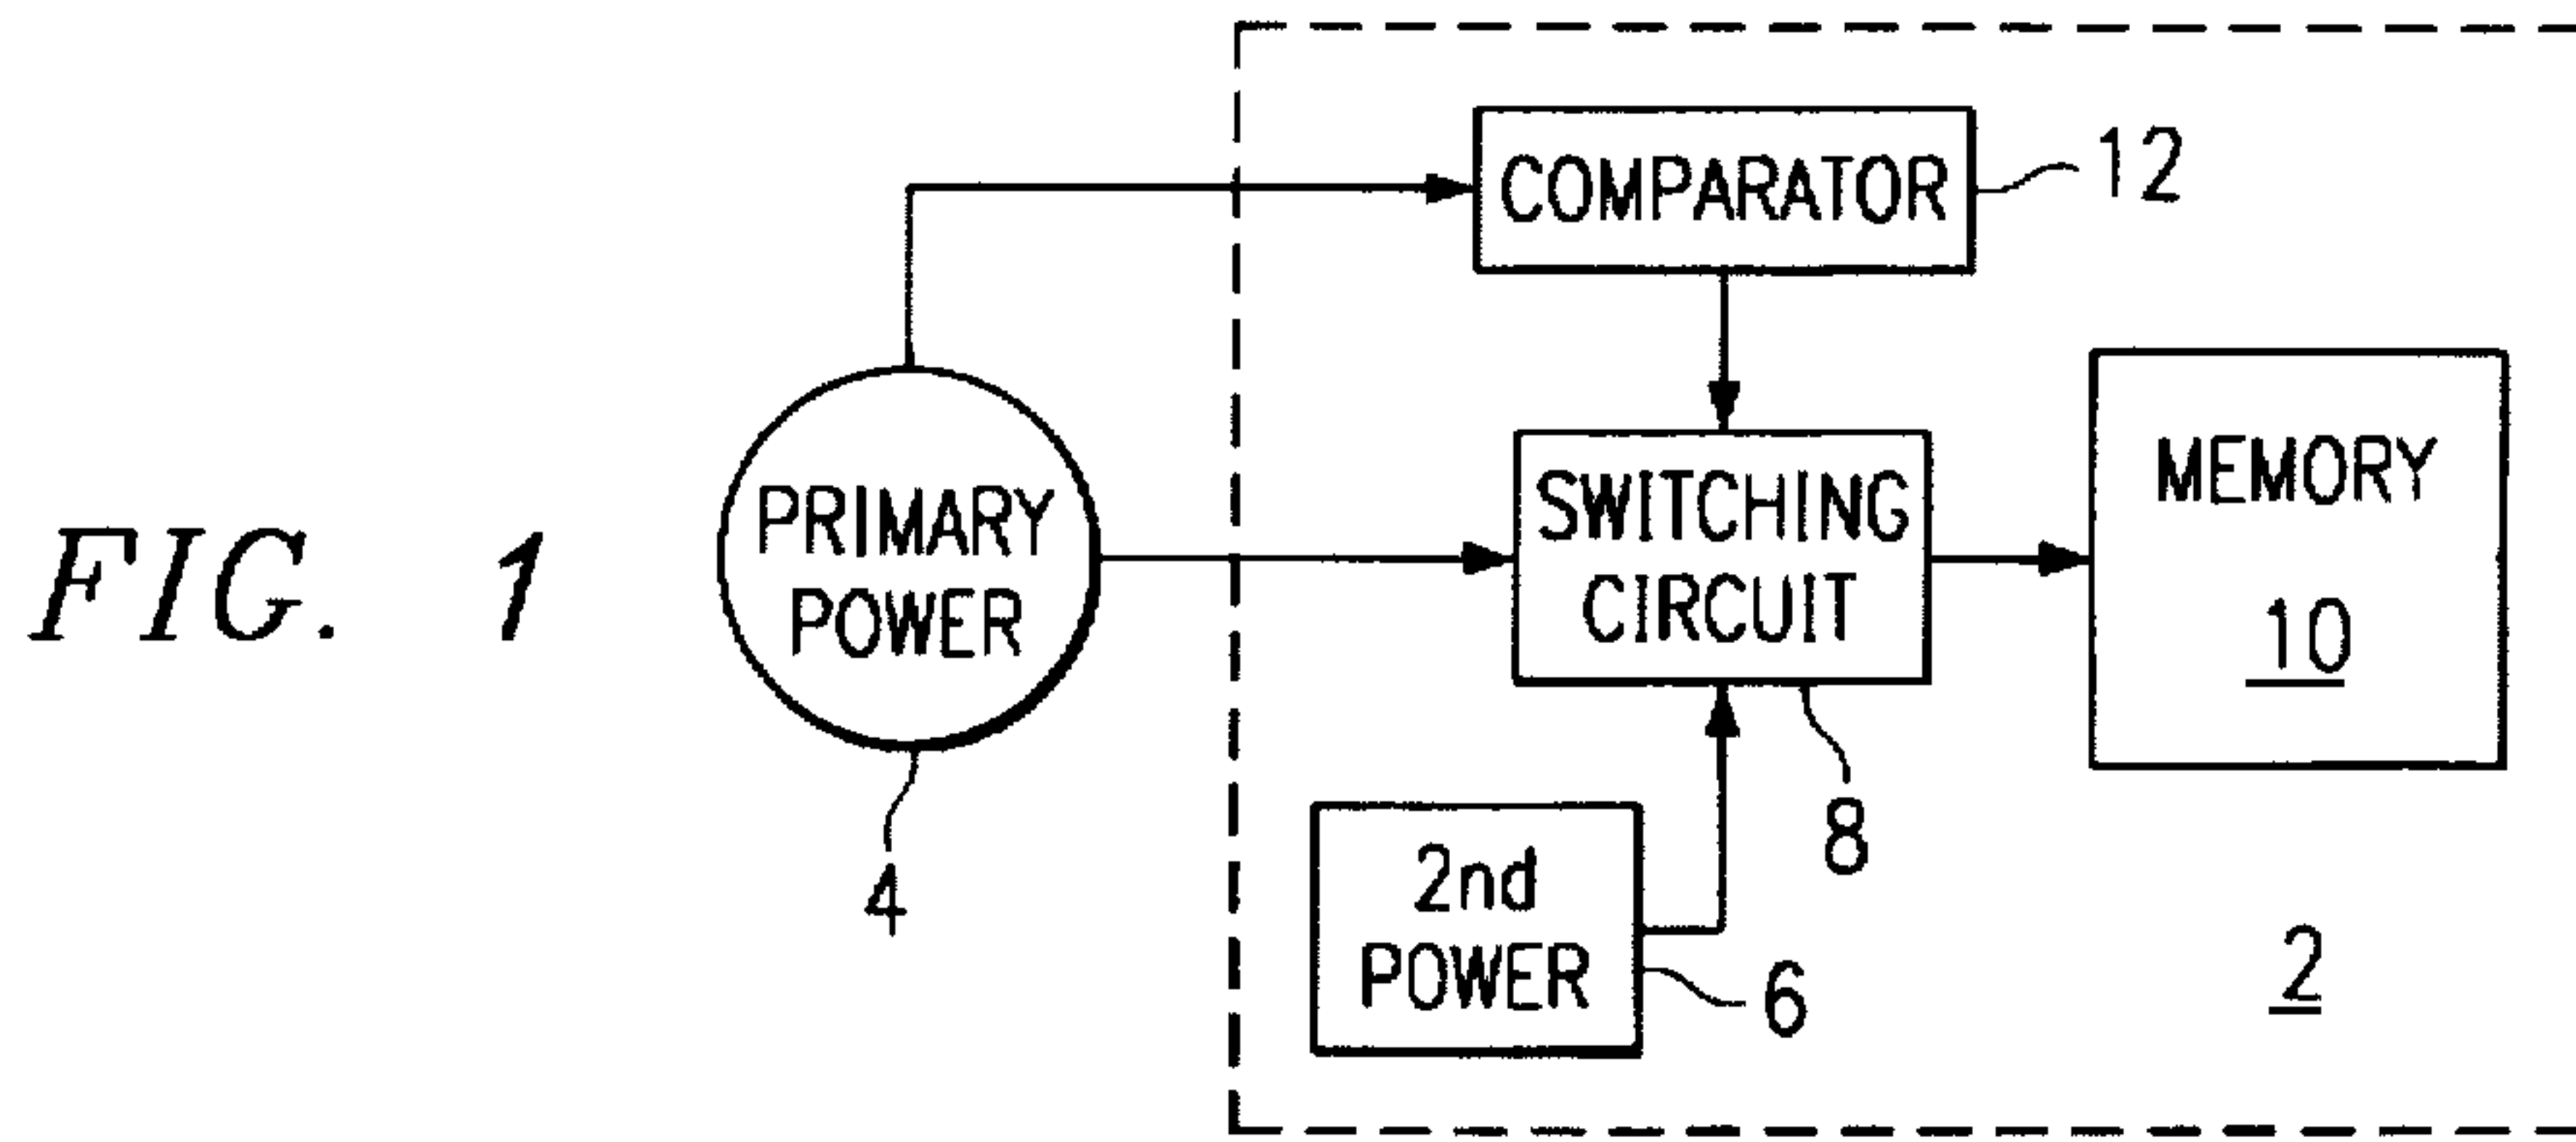 FIG. 1
COMPARATOR
12
PRIMARY
POWER
4
SWITCHING
CIRCUIT
8
MEMORY
10
2nd
POWER
6
2